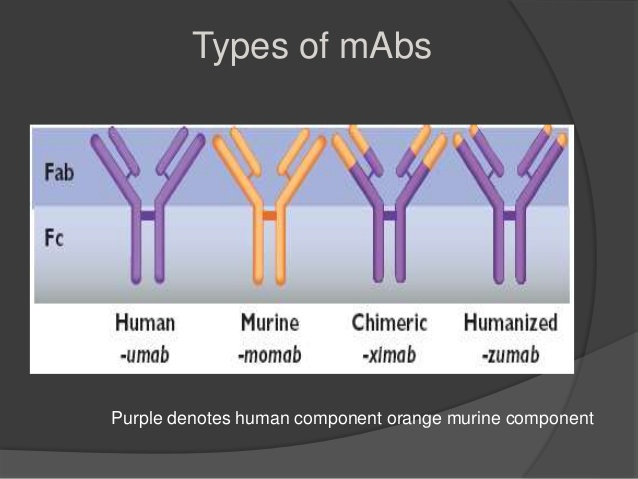 Types of mAbs
Fab
Fc
Human Murine Chimeric Humanized
-umab -momab -ximab -zumab
Purple denotes human component orange murine component